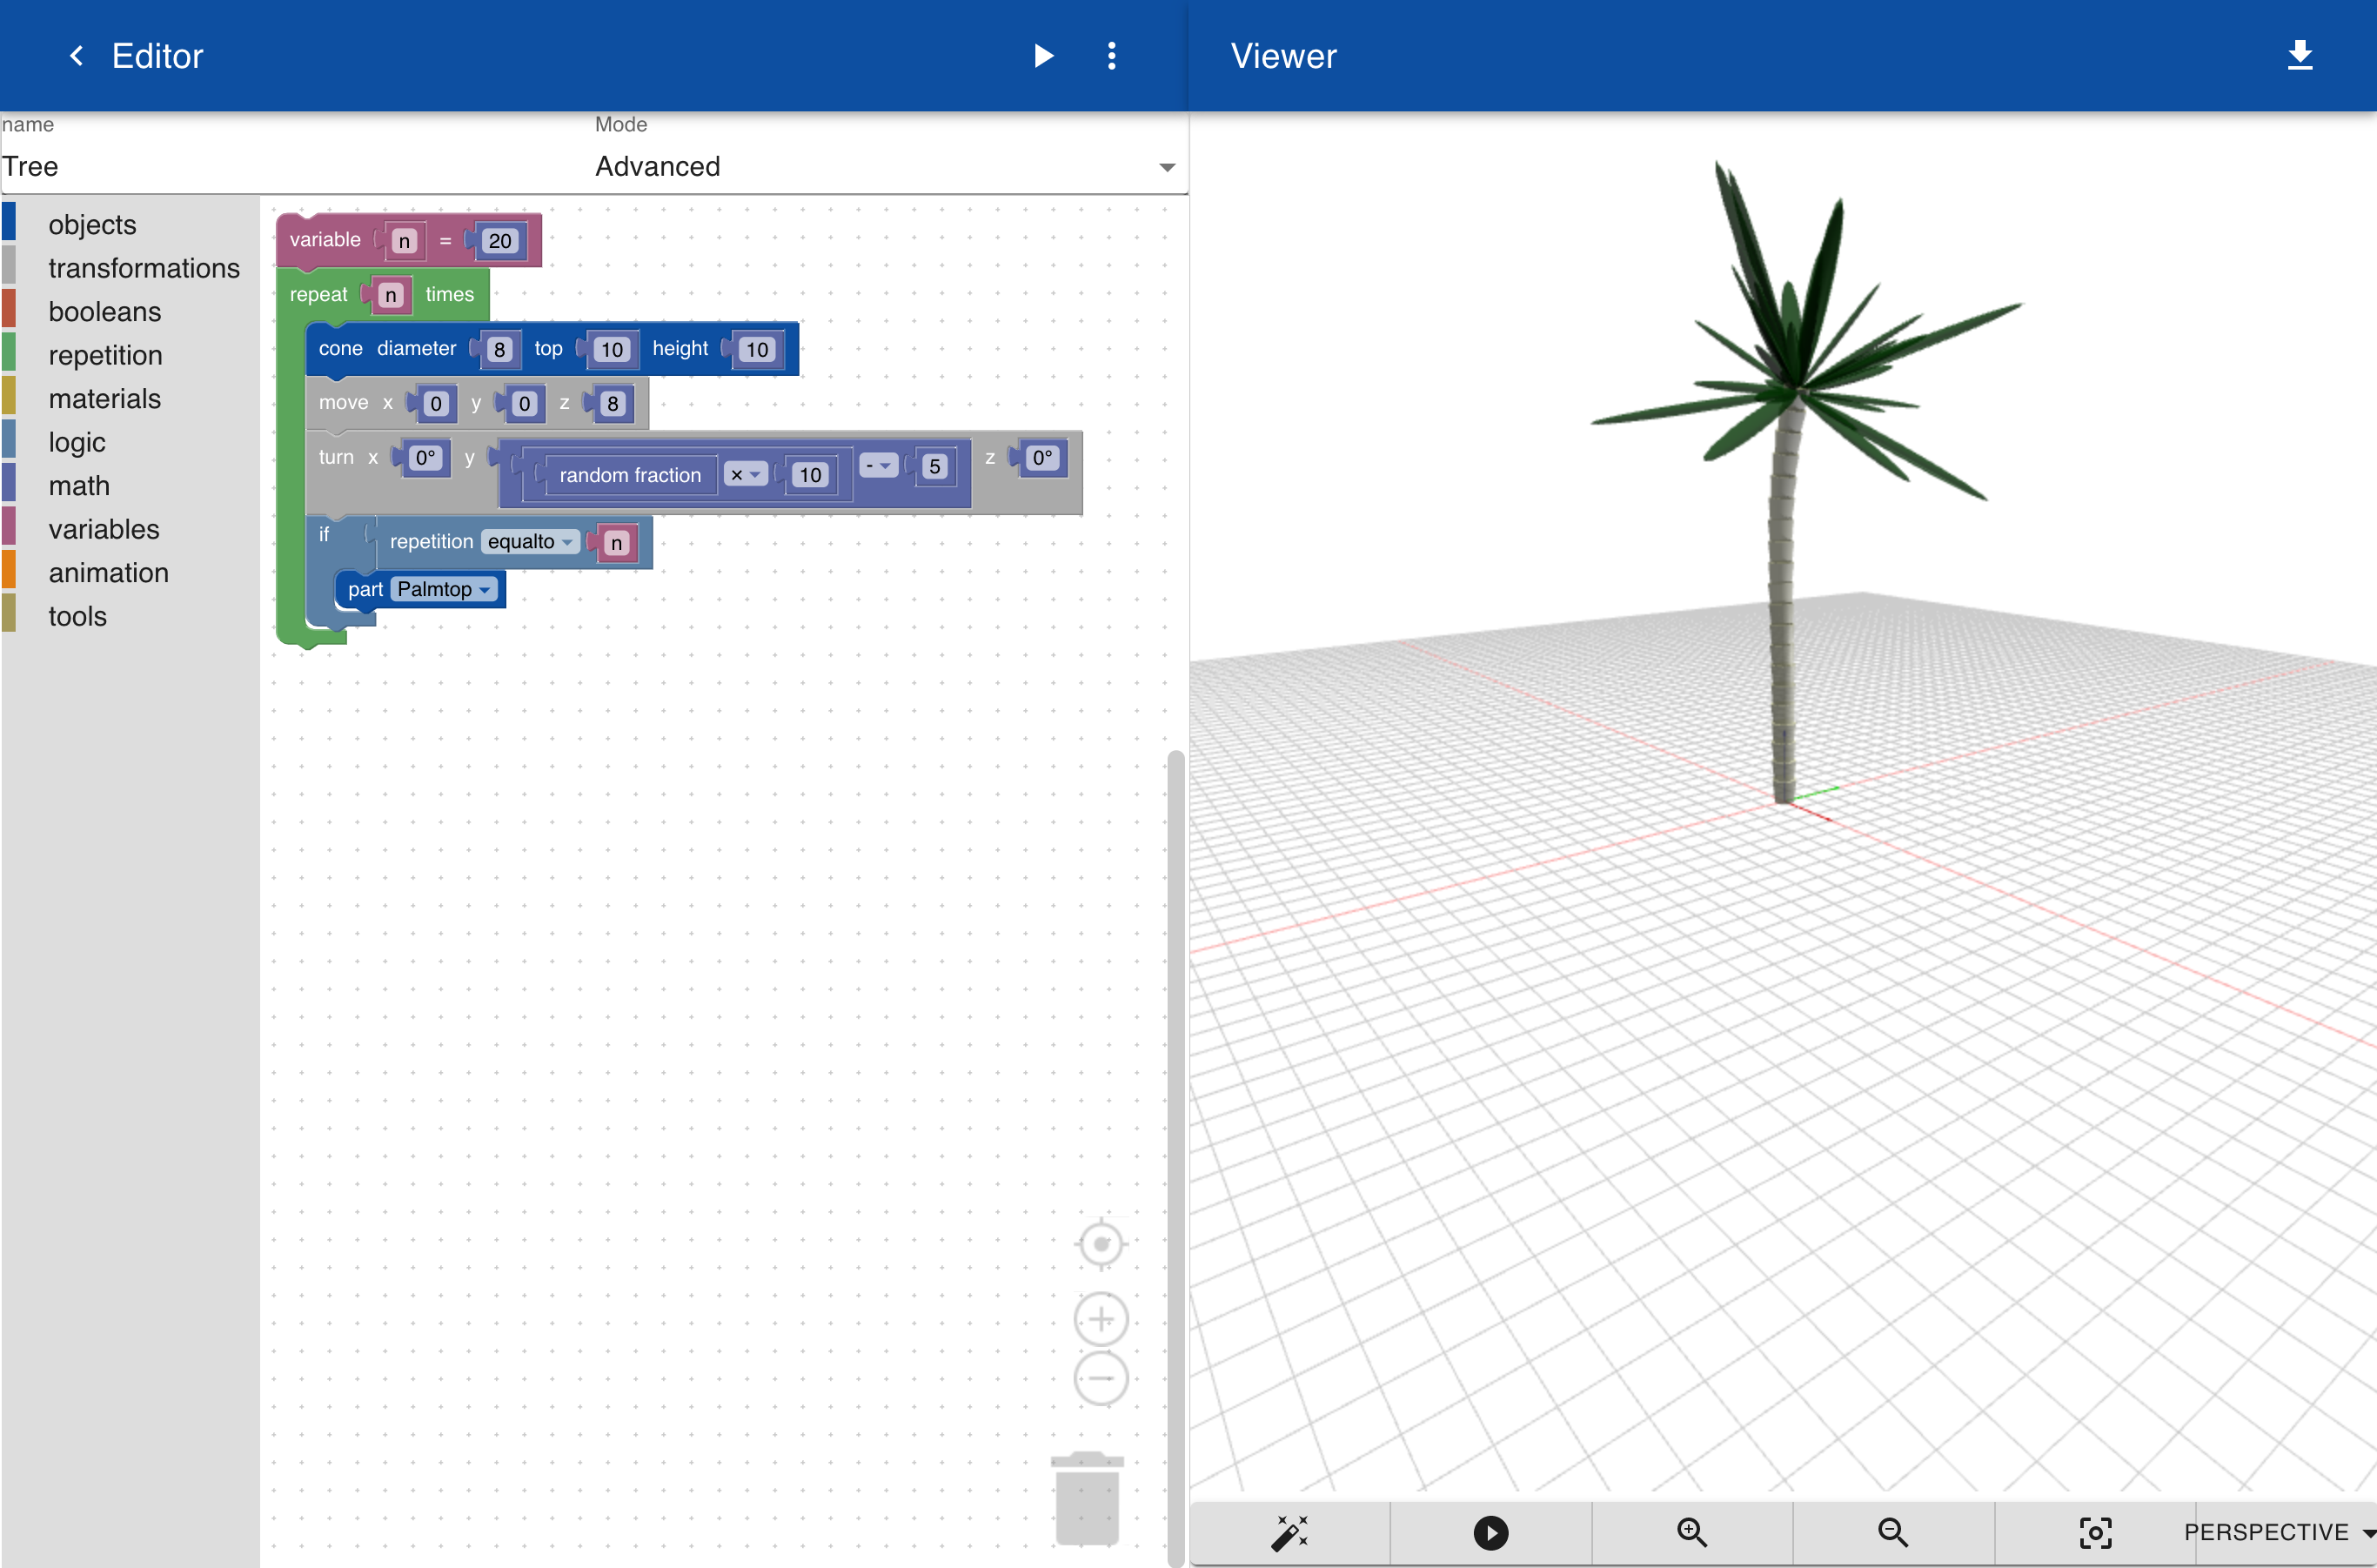 Editor
Viewer
name
Mode
Tree
Advanced
objects
transformations
booleans
repetition
materials
logic
math
variables
animation
tools
variable n = 20
repeat n times
cone diameter 8 top 10 height 10
move x 0 y 0 z 8
turn x 0° y random fraction × 10 - 5 z 0°
if repetition equalto n
part Palmtop
PERSPECTIVE